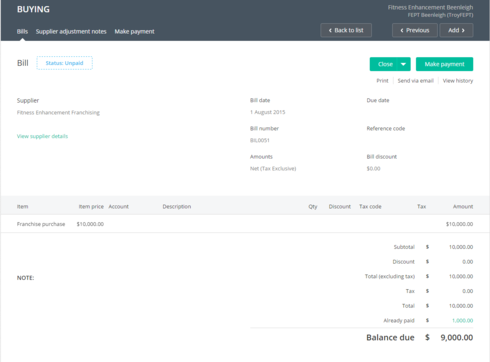 BUYING
Fitness Enhancement Beenleigh
FEPT Beenleigh (TroyFEPT)
Bills Supplier adjustment notes Make payment
Back to list Previous Add
Bill Status: Unpaid Close Make payment
Print Send via email View history
Supplier Bill date Due date
Fitness Enhancement Franchising 1 August 2015
Bill number Reference code
View supplier details BIL0051
Amounts Bill discount
Net (Tax Exclusive) $0.00
Item Item price Account Description Qty Discount Tax code Tax Amount
Franchise purchase $10,000.00 $10,000.00
Subtotal $ 10,000.00
Discount $ 0.00
Total (excluding tax) $ 10,000.00
NOTE:
Tax $ 0.00
Total $ 10,000.00
Already paid $ 1,000.00
Balance due $ 9,000.00